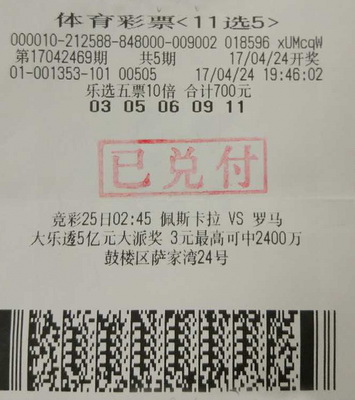 体育彩票<11选5>
000010-212588-848000-009002 018596 xUMcqW
第17042469期 共5期 17/04/24开奖
01-001353-101 00505 17/04/24 19:46:02
乐选五票10倍 合计700元
03 05 06 09 11
已兑付
竞彩25日02:45 佩斯卡拉 VS 罗马
大乐透5亿元大派奖 3元最高可中2400万
鼓楼区萨家湾24号